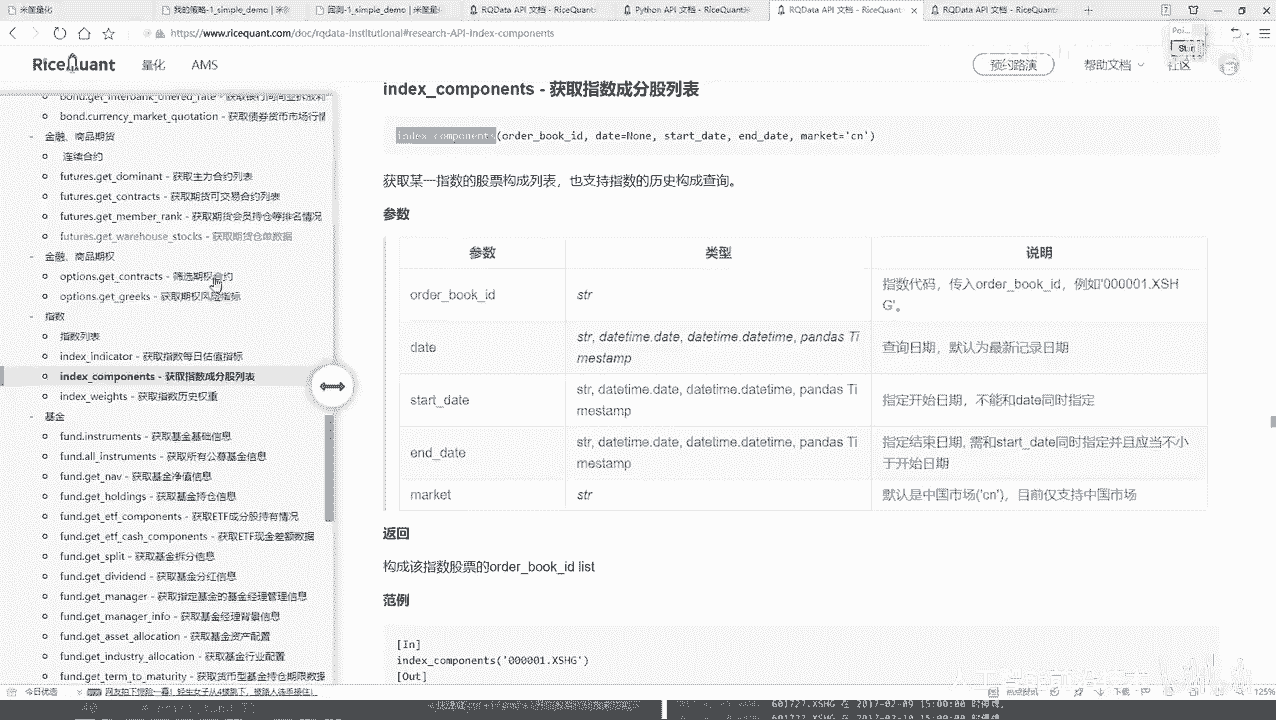 米筐量化
我的策略-1_simple_demo | 米筐
回测-1_simple_demo | 米筐量
RQData API 文档 - RiceQuant
Python API 文档 - RiceQuant
RQData API 文档 - RiceQuant
RQData API 文档 - RiceQuant
https://www.ricequant.com/doc/rqdata-institutional#research-API-index-components
RiceQuant
量化
AMS
预约路演
帮助文档
社区
bond.get_interbank_offered_rate - 获取银行间同业拆放利
bond.currency_market_quotation - 获取债券货币市场行情
金融、商品期货
连续合约
futures.get_dominant - 获取主力合约列表
futures.get_contracts - 获取期货可交易合约列表
futures.get_member_rank - 获取期货会员持仓等排名情况
futures.get_warehouse_stocks - 获取期货仓单数据
金融、商品期权
options.get_contracts - 筛选期权合约
options.get_greeks - 获取期权风险指标
指数
指数列表
index_indicator - 获取指数每日估值指标
index_components - 获取指数成分股列表
index_weights - 获取指数历史权重
基金
fund.instruments - 获取基金基础信息
fund.all_instruments - 获取所有公募基金信息
fund.get_nav - 获取基金净值信息
fund.get_holdings - 获取基金持仓信息
fund.get_etf_components - 获取ETF成分股持有情况
fund.get_etf_cash_components - 获取ETF现金差额数据
fund.get_split - 获取基金拆分信息
fund.get_dividend - 获取基金分红信息
fund.get_manager - 获取指定基金的基金经理管理信息
fund.get_manager_info - 获取基金经理背景信息
fund.get_asset_allocation - 获取基金资产配置
fund.get_industry_allocation - 获取基金行业配置
fund.get_term_to_maturity - 获取货币型基金持仓期限数据
index_components - 获取指数成分股列表
index_components(order_book_id, date=None, start_date, end_date, market='cn')
获取某一指数的股票构成列表，也支持指数的历史构成查询。
参数
参数 类型 说明
order_book_id str 指数代码，传入order_book_id，例如'000001.XSH
G'。
date str, datetime.date, datetime.datetime, pandas Ti
mestamp 查询日期，默认为最新记录日期
start_date str, datetime.date, datetime.datetime, pandas Ti
mestamp 指定开始日期，不能和date同时指定
end_date str, datetime.date, datetime.datetime, pandas Ti
mestamp 指定结束日期, 需和start_date同时指定并且应当不小
于开始日期
market str 默认是中国市场('cn')，目前仅支持中国市场
返回
构成该指数股票的order_book_id list
范例
[In]
index_components('000001.XSHG')
[Out]
今日优选
125%